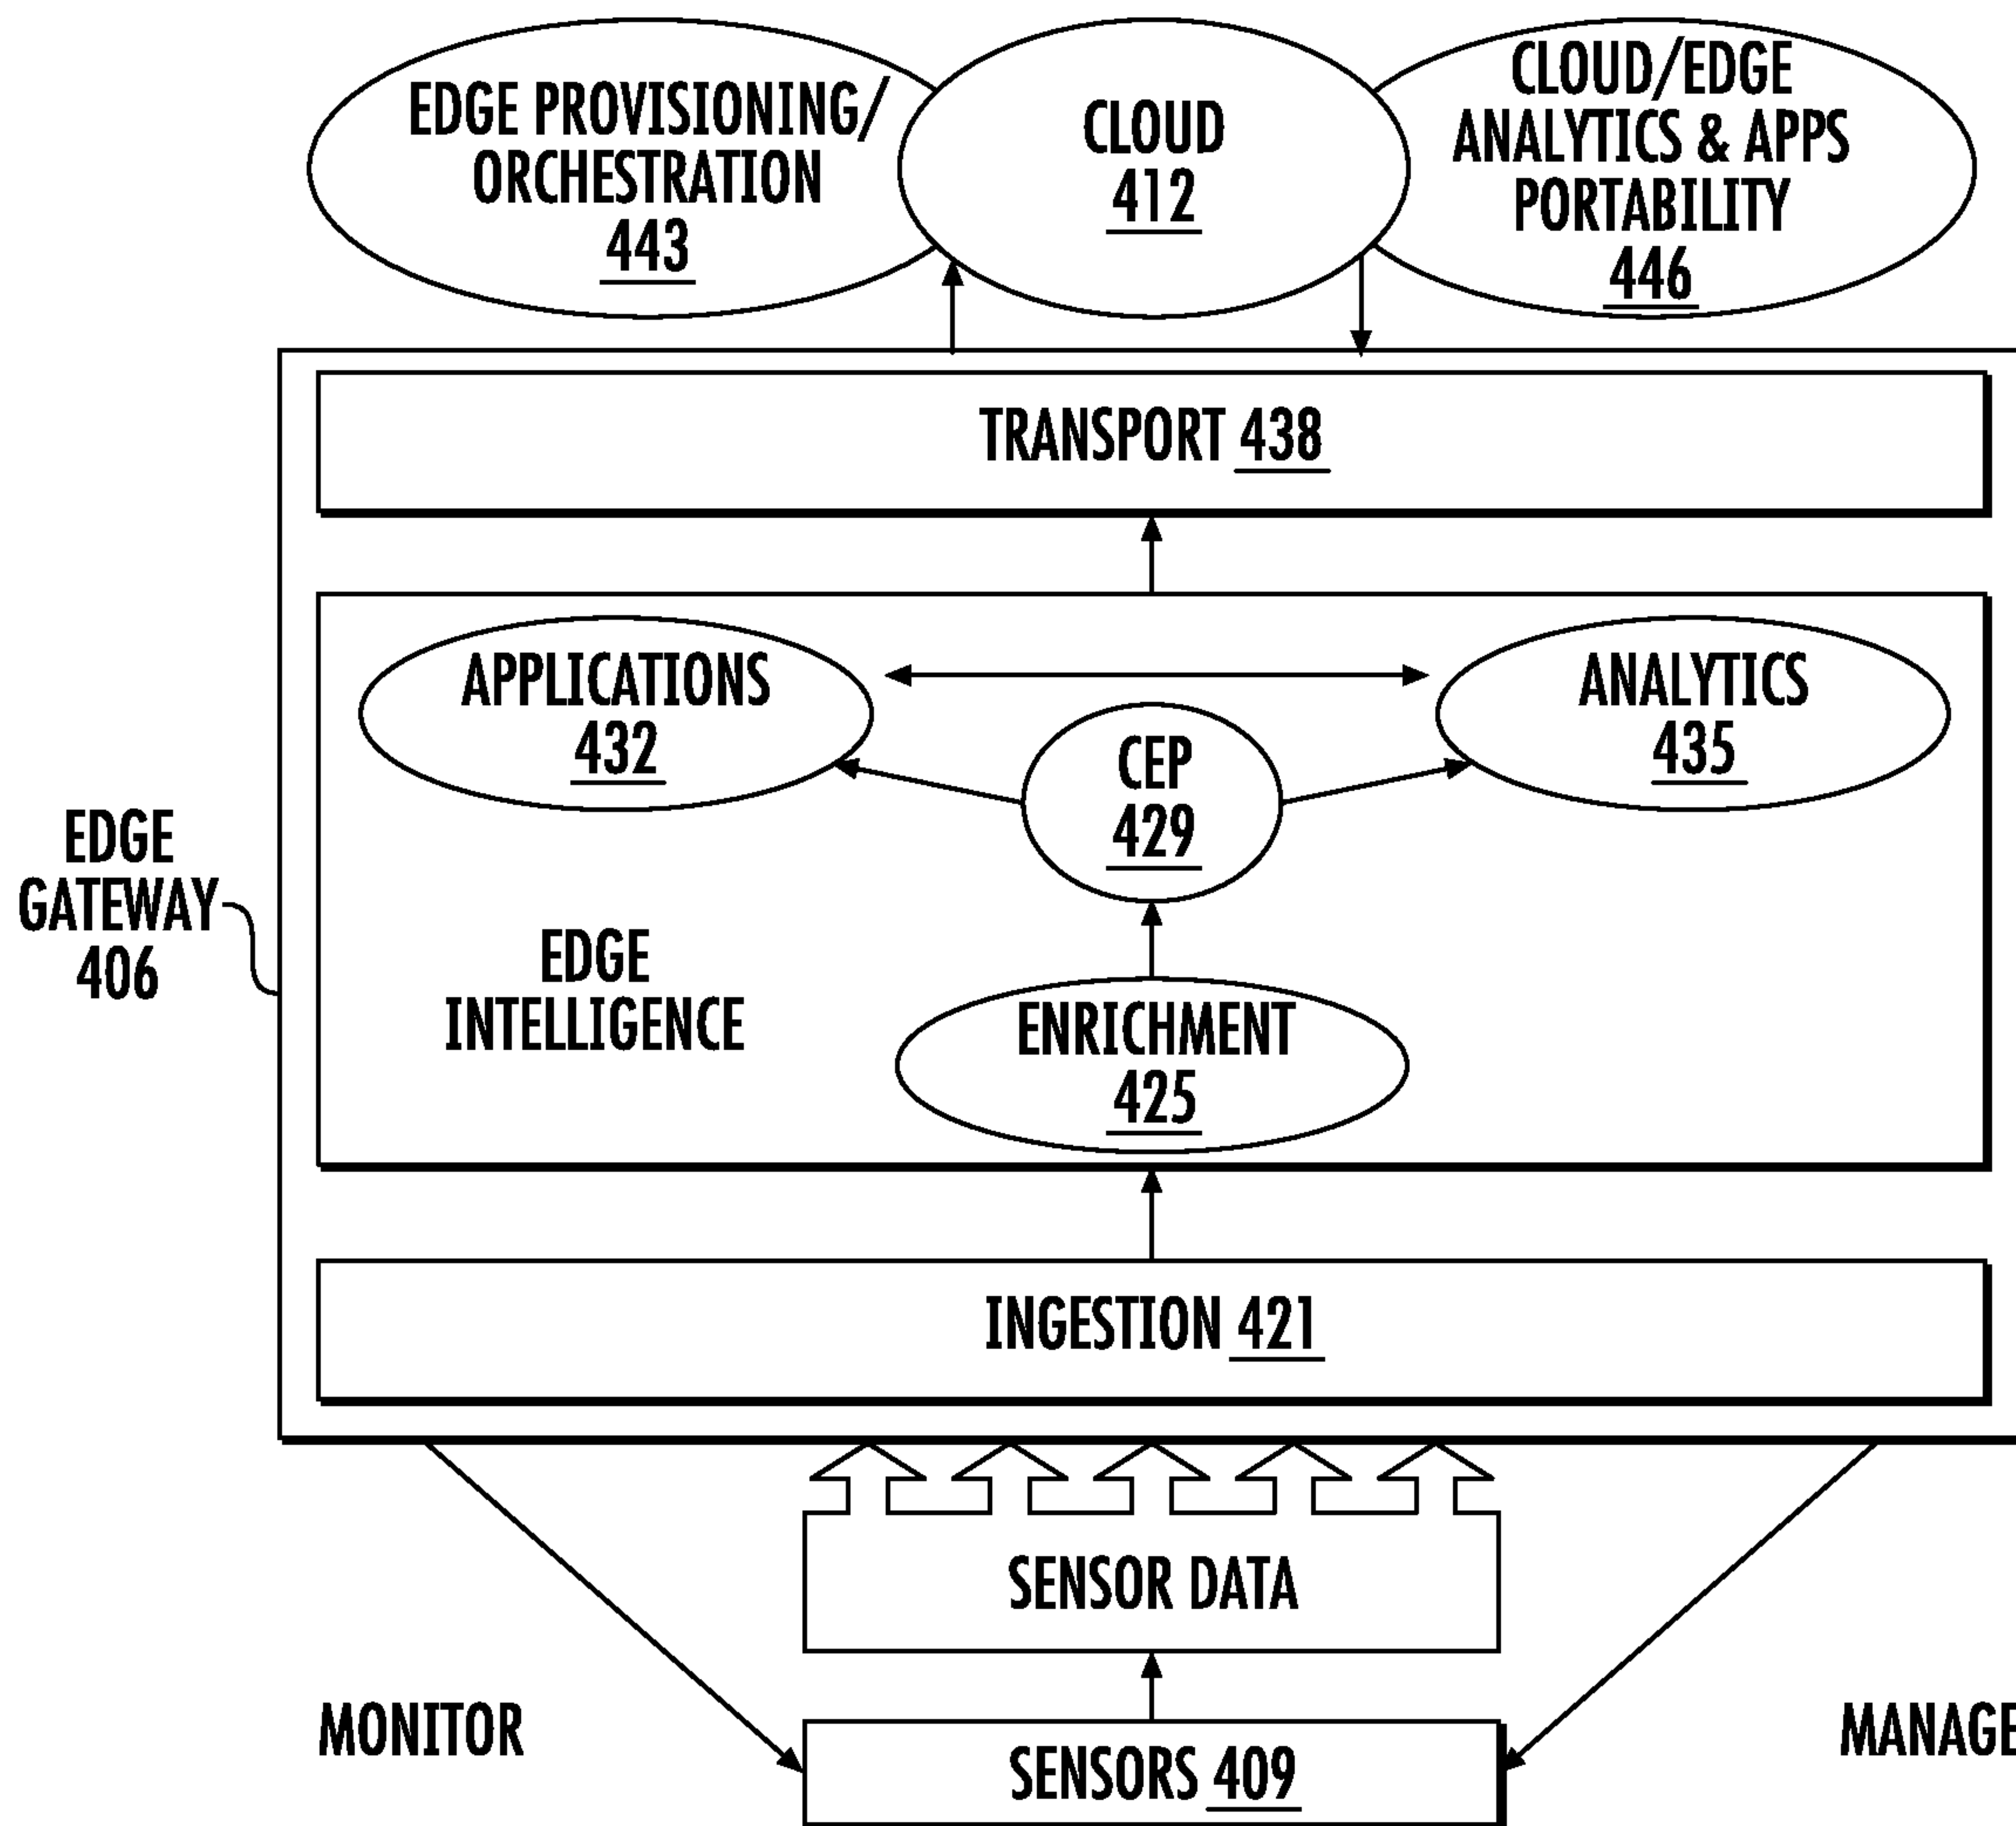 EDGE PROVISIONING/
ORCHESTRATION
443
CLOUD
412
CLOUD/EDGE
ANALYTICS & APPS
PORTABILITY
446
TRANSPORT 438
APPLICATIONS
432
ANALYTICS
435
CEP
429
EDGE
GATEWAY
406
EDGE
INTELLIGENCE
ENRICHMENT
425
INGESTION 421
SENSOR DATA
MONITOR
MANAGE
SENSORS 409